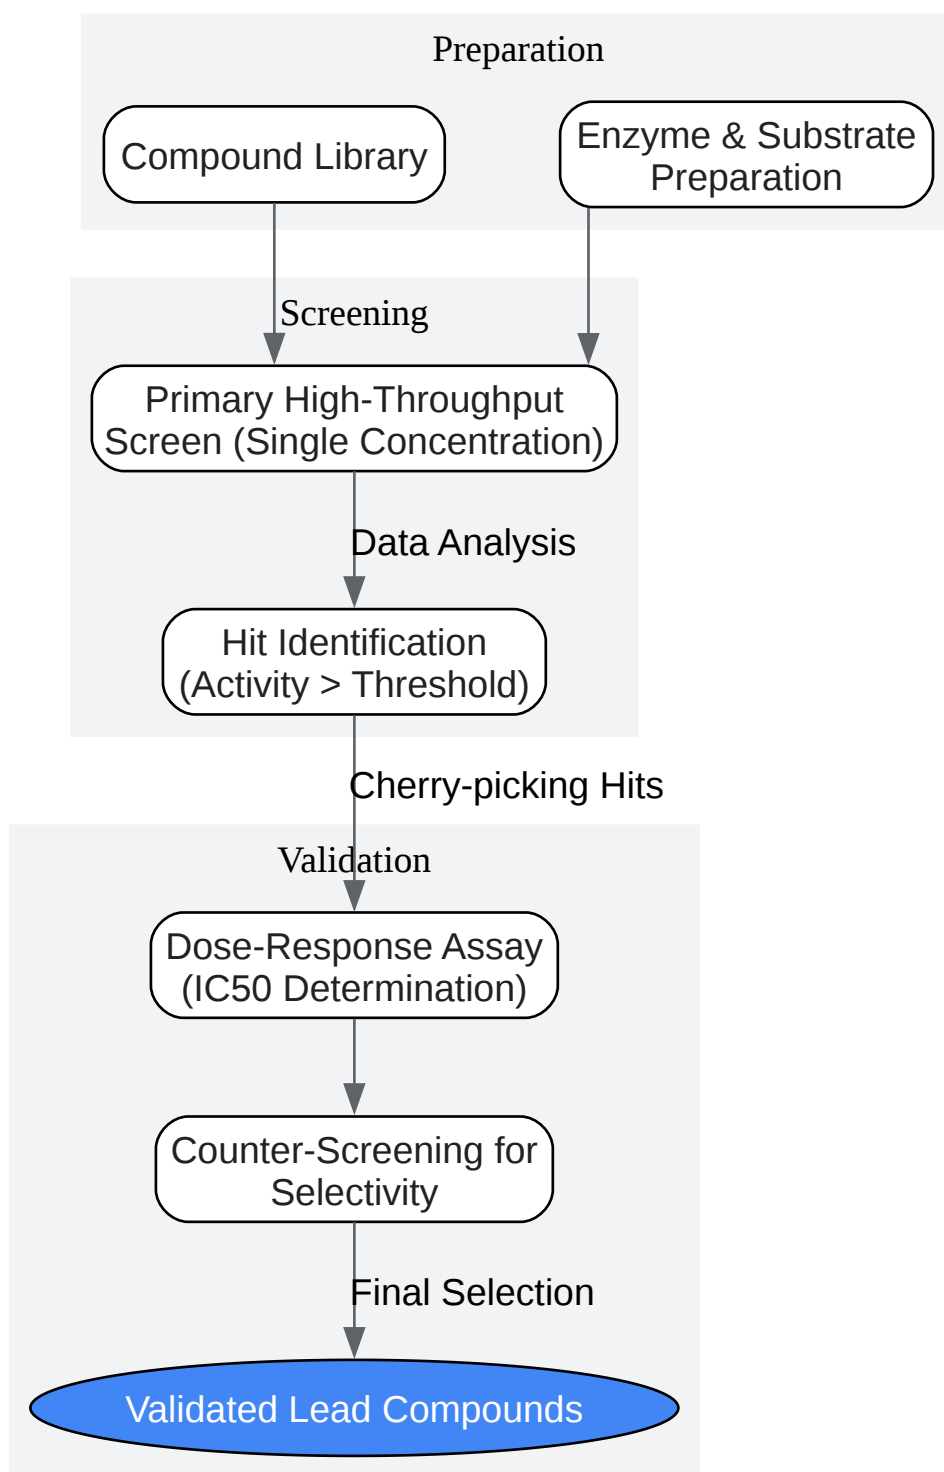 Preparation
Compound Library
Enzyme & Substrate
Preparation
Screening
Primary High-Throughput
Screen (Single Concentration)
Data Analysis
Hit Identification
(Activity > Threshold)
Cherry-picking Hits
Validation
Dose-Response Assay
(IC50 Determination)
Counter-Screening for
Selectivity
Final Selection
Validated Lead Compounds